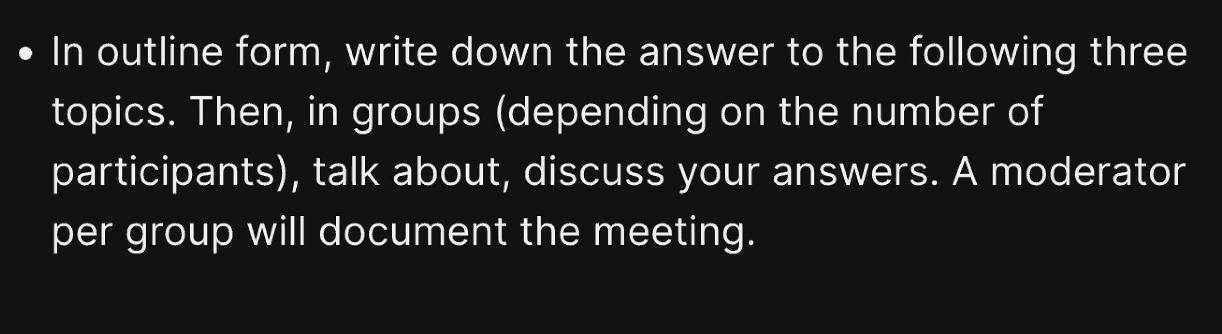 • In outline form, write down the answer to the following three
topics. Then, in groups (depending on the number of
participants), talk about, discuss your answers. A moderator
per group will document the meeting.